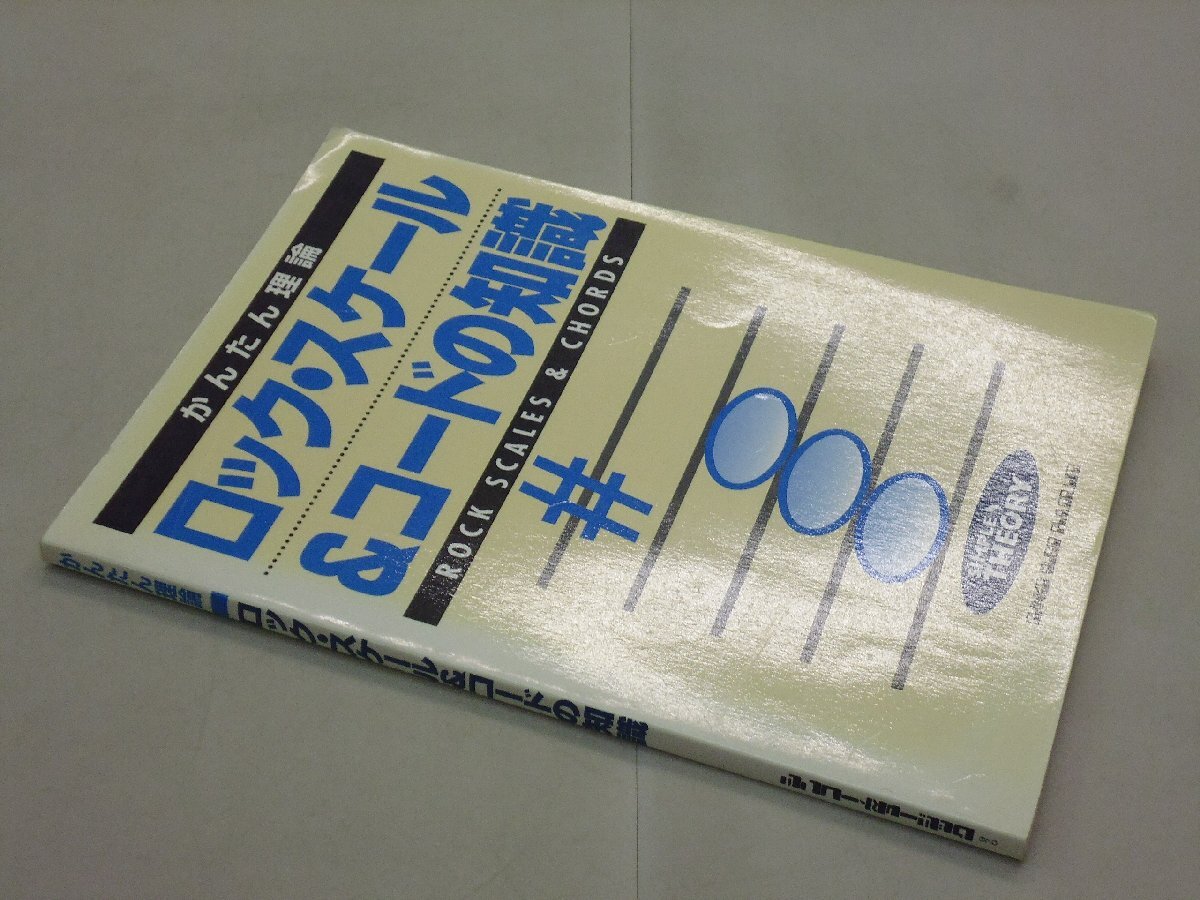 かんたん理論
ロック・スケール
&コードの知識
ROCK SCALES & CHORDS
THEORY
かんたん理論
ロック・スケール&コードの知識